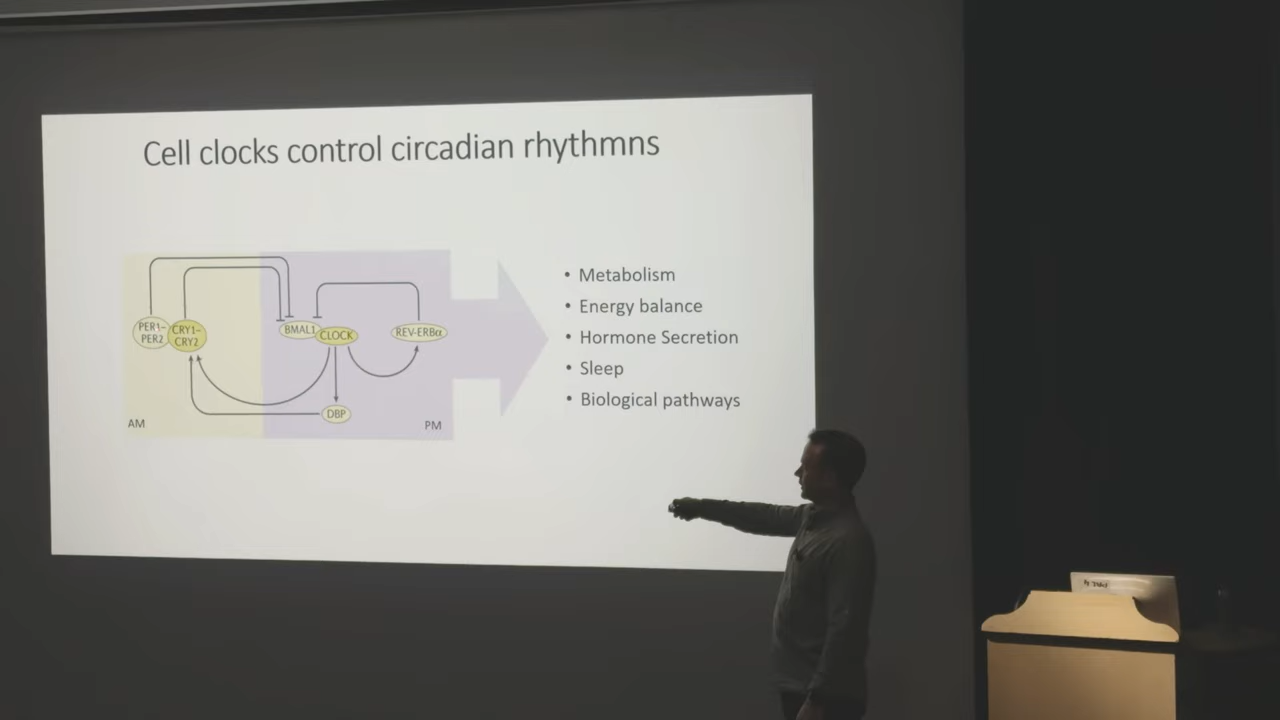 Cell clocks control circadian rhythmns
PER1-
PER2
CRY1-
CRY2
BMAL1
CLOCK
REV-ERBα
DBP
AM
PM
• Metabolism
• Energy balance
• Hormone Secretion
• Sleep
• Biological pathways